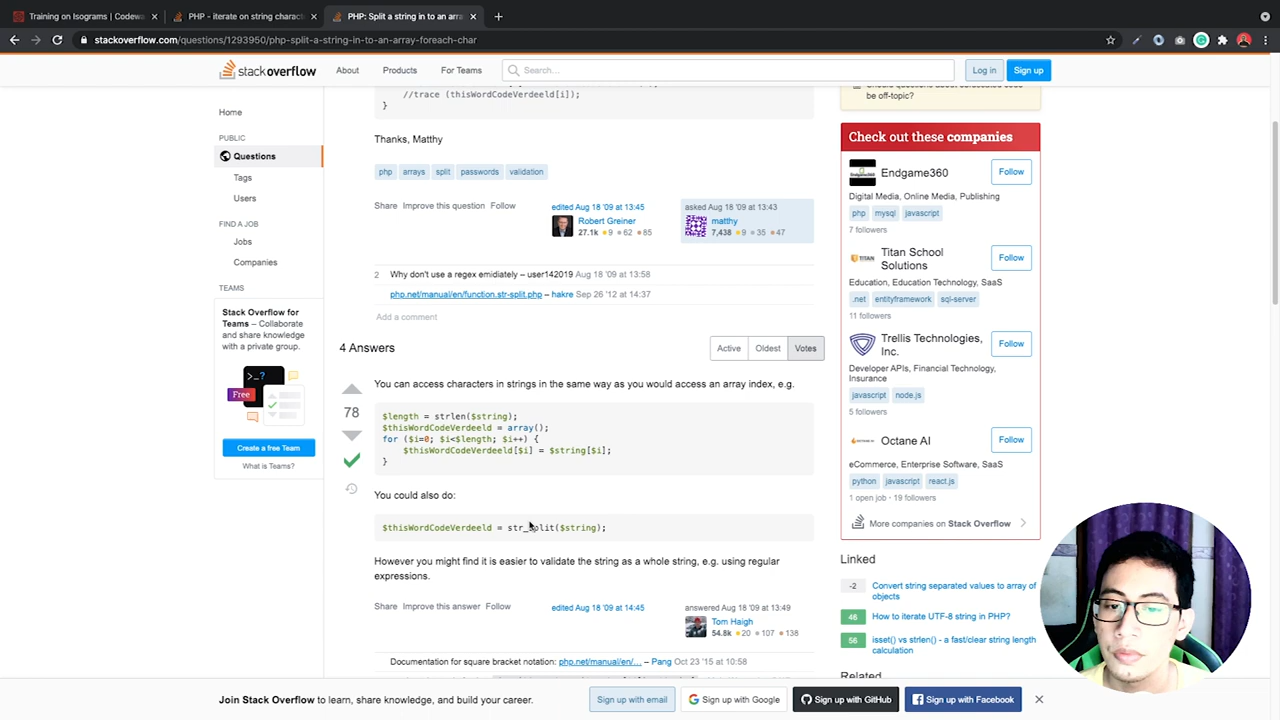 Training on Isograms | Codewa
PHP - iterate on string charact
PHP: Split a string in to an arra
stackoverflow.com/questions/1293950/php-split-a-string-in-to-an-array-foreach-char
stackoverflow
About
Products
For Teams
Search...
Log in
Sign up
Home
PUBLIC
Questions
Tags
Users
FIND A JOB
Jobs
Companies
TEAMS
Stack Overflow for
Teams – Collaborate
and share knowledge
with a private group.
>_?
Free
Create a free Team
What is Teams?
//trace (thisWordCodeVerdeeld[i]);
}
Thanks, Matthy
php arrays split passwords validation
Share Improve this question Follow
edited Aug 18 '09 at 13:45
Robert Greiner
27.1k 9 62 85
asked Aug 18 '09 at 13:43
matthy
7,438 9 35 47
2 Why don't use a regex emidiately – user142019 Aug 18 '09 at 13:58
php.net/manual/en/function.str-split.php – hakre Sep 26 '12 at 14:37
Add a comment
4 Answers
Active Oldest Votes
78
You can access characters in strings in the same way as you would access an array index, e.g.
$length = strlen($string);
$thisWordCodeVerdeeld = array();
for ($i=0; $i<$length; $i++) {
$thisWordCodeVerdeeld[$i] = $string[$i];
}
You could also do:
$thisWordCodeVerdeeld = str_split($string);
However you might find it is easier to validate the string as a whole string, e.g. using regular
expressions.
Share Improve this answer Follow
edited Aug 18 '09 at 14:45
answered Aug 18 '09 at 13:49
Tom Haigh
54.8k 20 107 138
Documentation for square bracket notation: php.net/manual/en/… – Pang Oct 23 '15 at 10:58
be off-topic?
Check out these companies
Endgame360
Follow
Digital Media, Online Media, Publishing
php mysql javascript
7 followers
Titan School
Solutions
Follow
Education, Education Technology, SaaS
.net entityframework sql-server
11 followers
Trellis Technologies,
Inc.
Follow
Developer APIs, Financial Technology,
Insurance
javascript node.js
5 followers
Octane AI
Follow
eCommerce, Enterprise Software, SaaS
python javascript react.js
1 open job 19 followers
More companies on Stack Overflow
Linked
-2 Convert string separated values to array of
objects
46 How to iterate UTF-8 string in PHP?
56 isset() vs strlen() - a fast/clear string length
calculation
Related
Join Stack Overflow to learn, share knowledge, and build your career.
Sign up with email
Sign up with Google
Sign up with GitHub
Sign up with Facebook